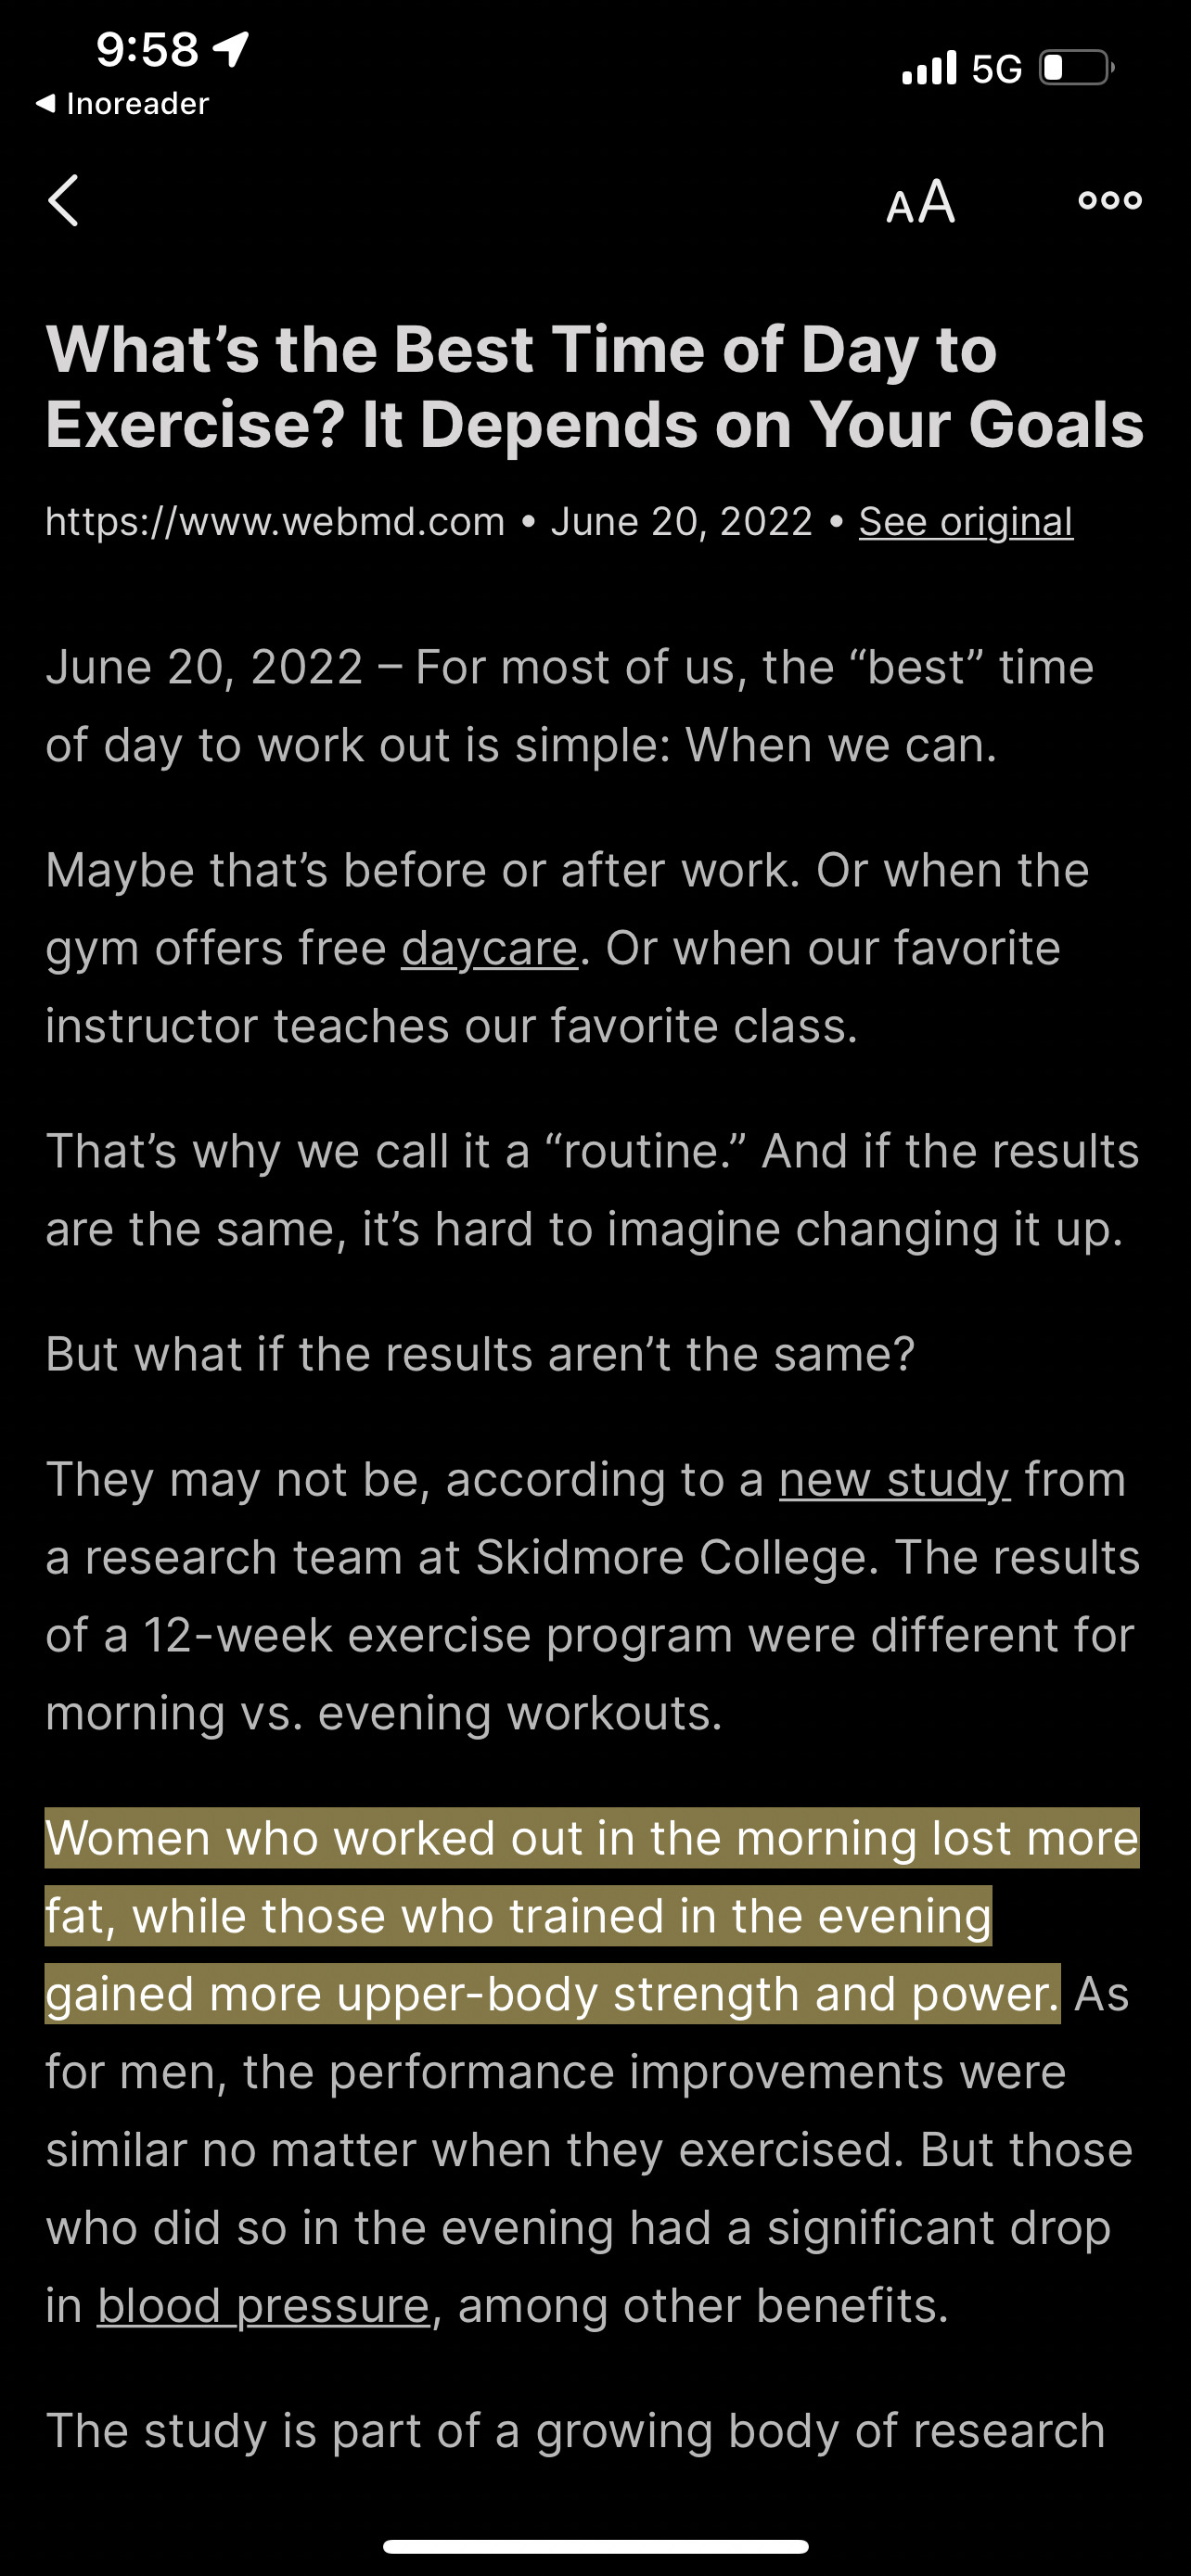 9:58
5G
◀ Inoreader
AA
What’s the Best Time of Day to
Exercise? It Depends on Your Goals
https://www.webmd.com • June 20, 2022 • See original
June 20, 2022 – For most of us, the “best” time
of day to work out is simple: When we can.
Maybe that’s before or after work. Or when the
gym offers free daycare. Or when our favorite
instructor teaches our favorite class.
That’s why we call it a “routine.” And if the results
are the same, it’s hard to imagine changing it up.
But what if the results aren’t the same?
They may not be, according to a new study from
a research team at Skidmore College. The results
of a 12-week exercise program were different for
morning vs. evening workouts.
Women who worked out in the morning lost more
fat, while those who trained in the evening
gained more upper-body strength and power. As
for men, the performance improvements were
similar no matter when they exercised. But those
who did so in the evening had a significant drop
in blood pressure, among other benefits.
The study is part of a growing body of research